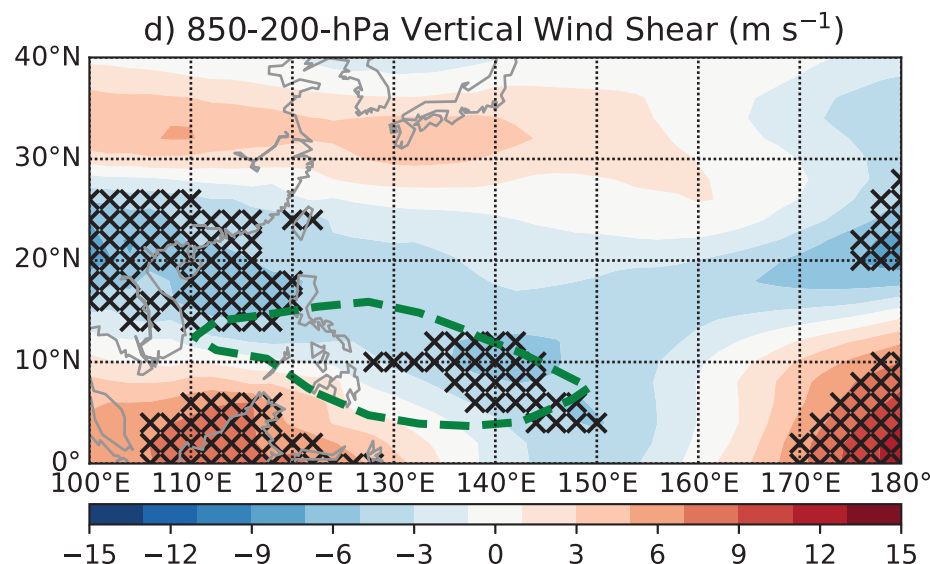 d) 850-200-hPa Vertical Wind Shear (m s⁻¹)
40°N
30°N
20°N
10°N
0°
100°E 110°E 120°E 130°E 140°E 150°E 160°E 170°E 180°
−15 −12 −9 −6 −3 0 3 6 9 12 15